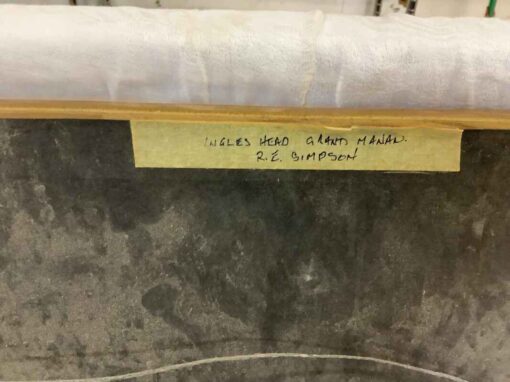 INGLES HEAD GRAND MANAN.
R.E. SIMPSON